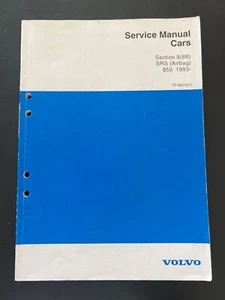 Service Manual
Cars
Section 8(88)
SRS (Airbag)
850 1993-
VOLVO